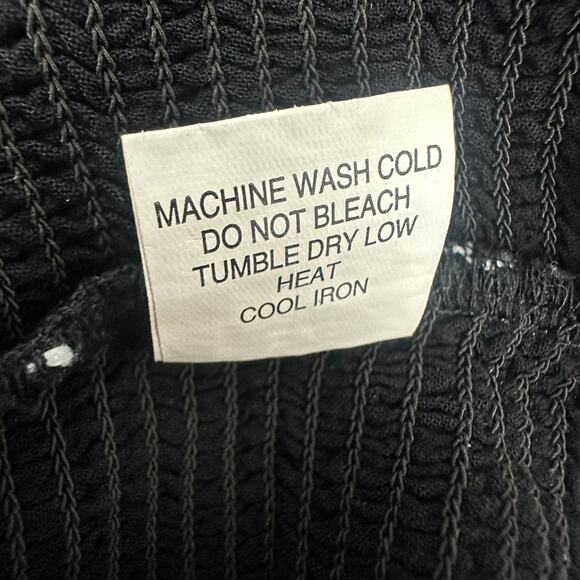 MACHINE WASH COLD
DO NOT BLEACH
TUMBLE DRY LOW
HEAT
COOL IRON